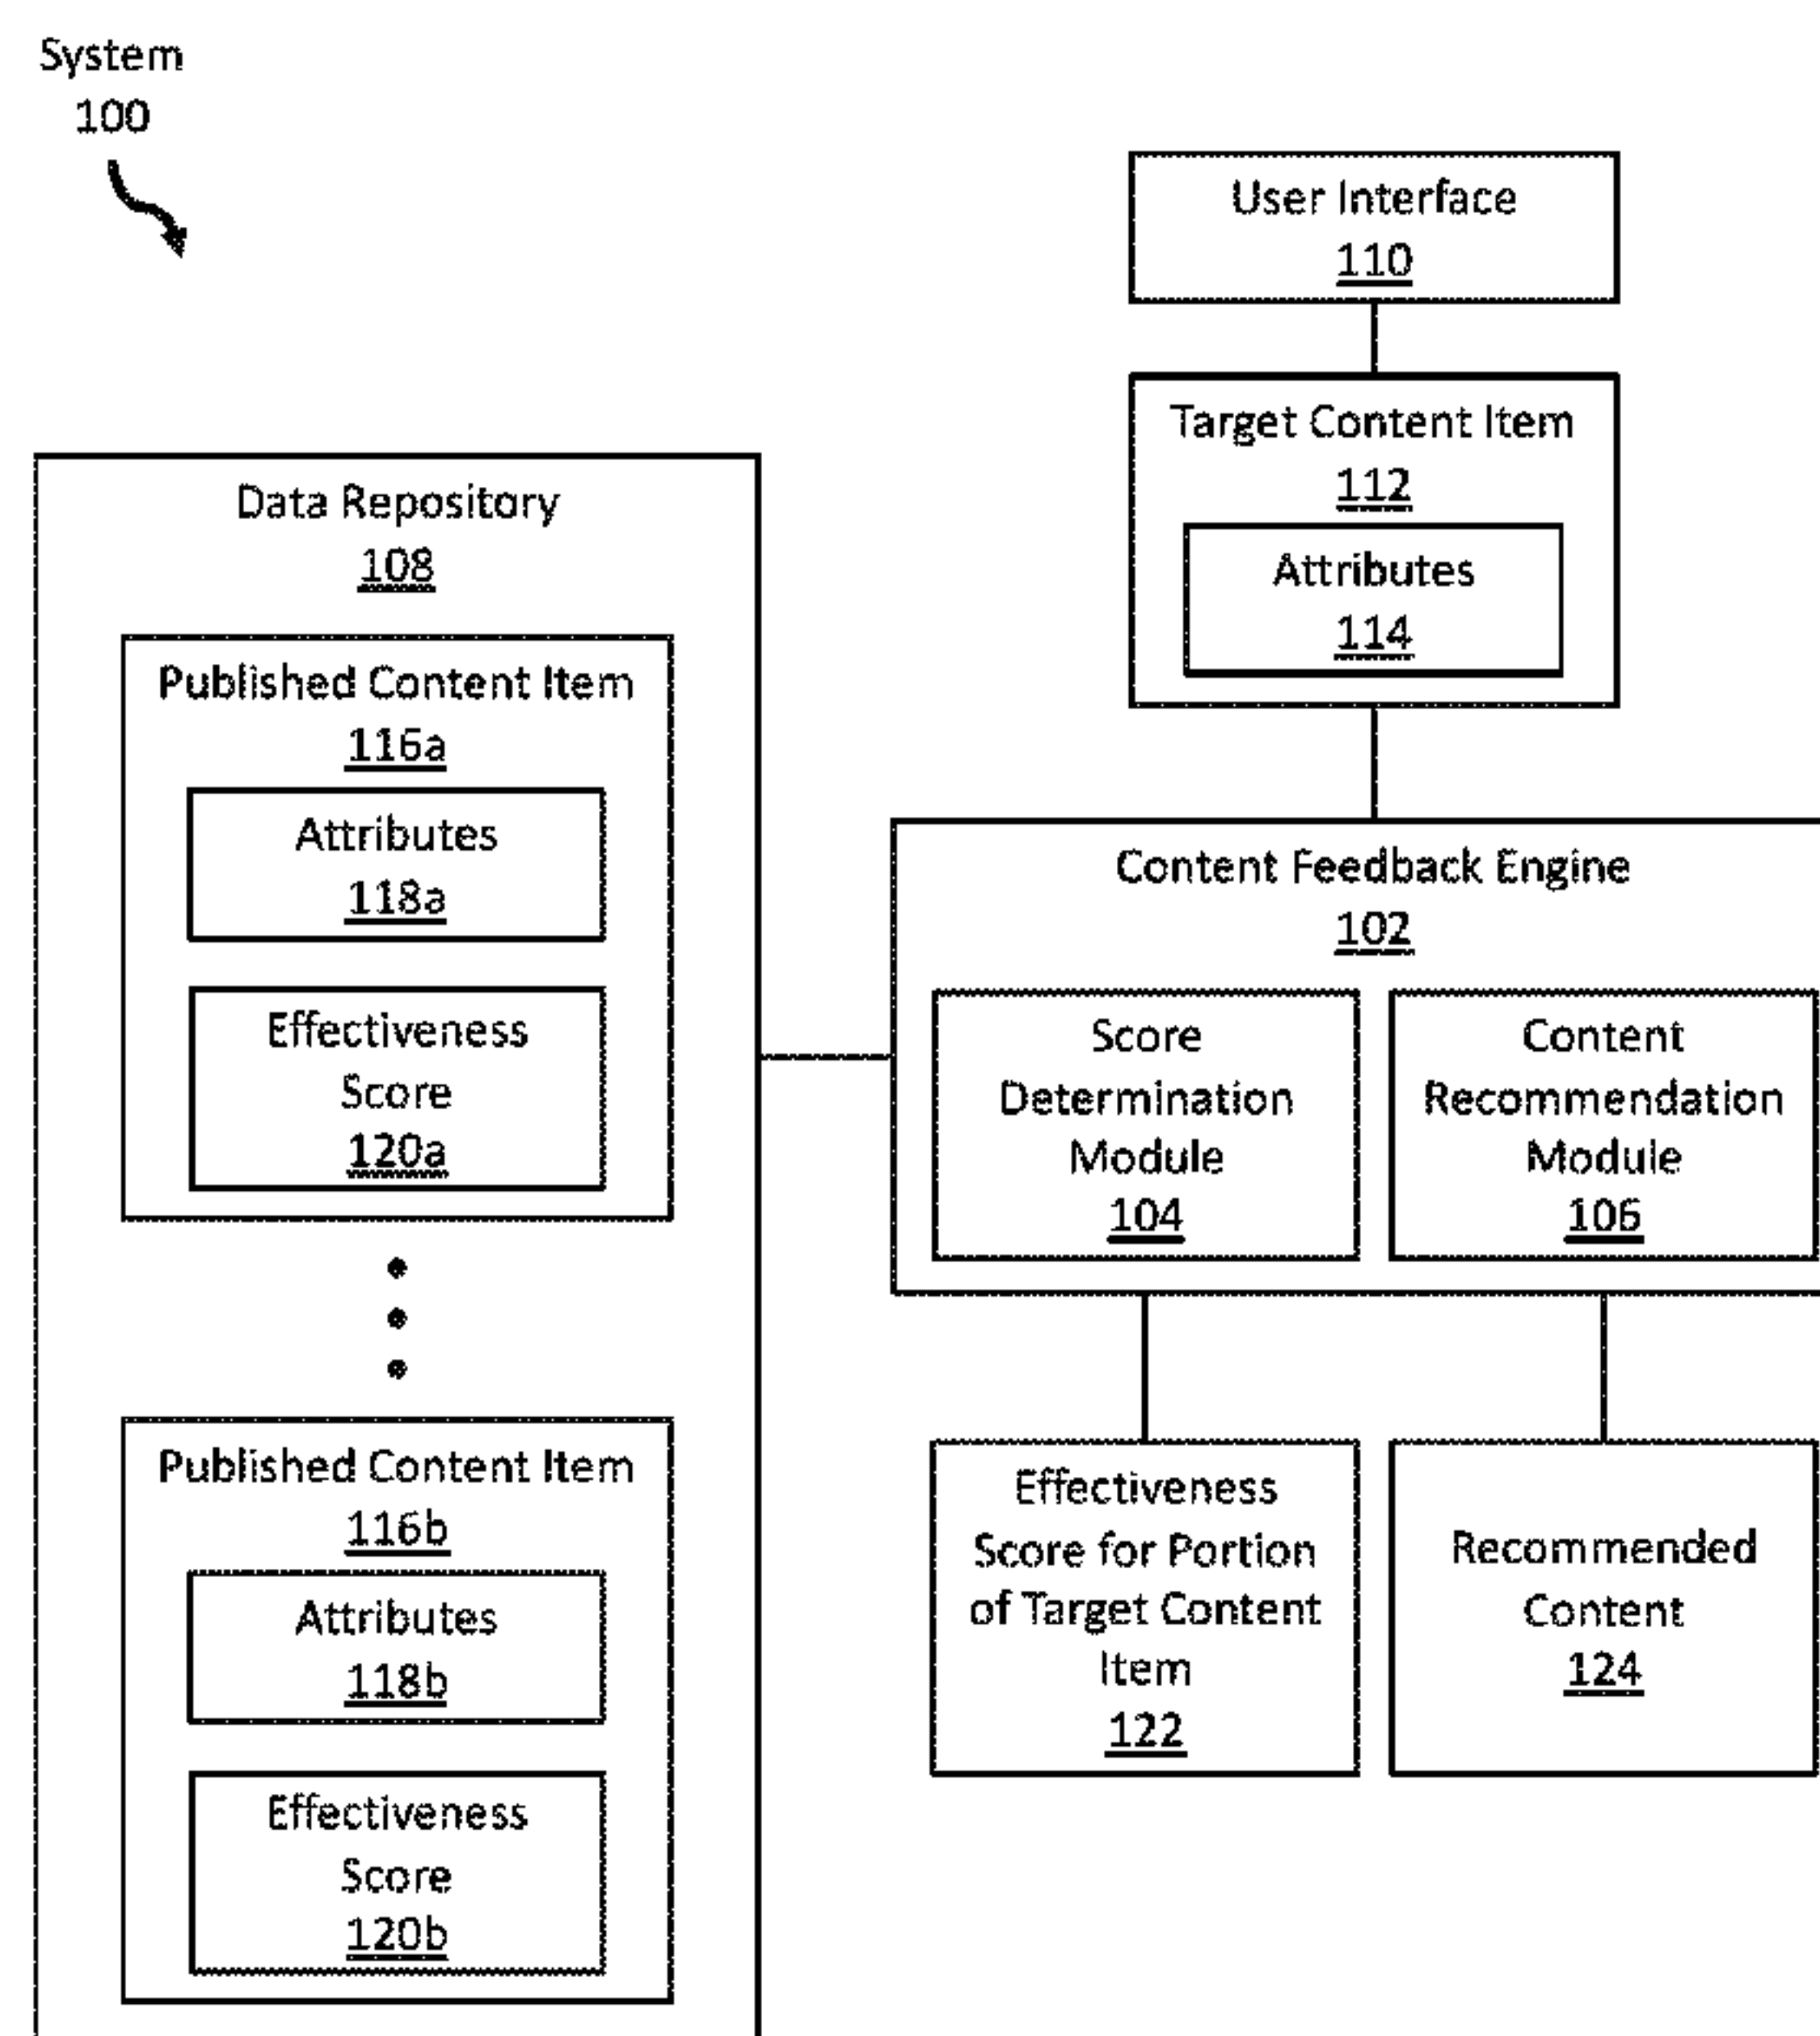 System
100
User Interface
110
Target Content Item
112
Attributes
114
Data Repository
108
Published Content Item
116a
Attributes
118a
Effectiveness
Score
120a
Published Content Item
116b
Attributes
118b
Effectiveness
Score
120b
Content Feedback Engine
102
Score
Determination
Module
104
Content
Recommendation
Module
106
Effectiveness
Score for Portion
of Target Content
Item
122
Recommended
Content
124